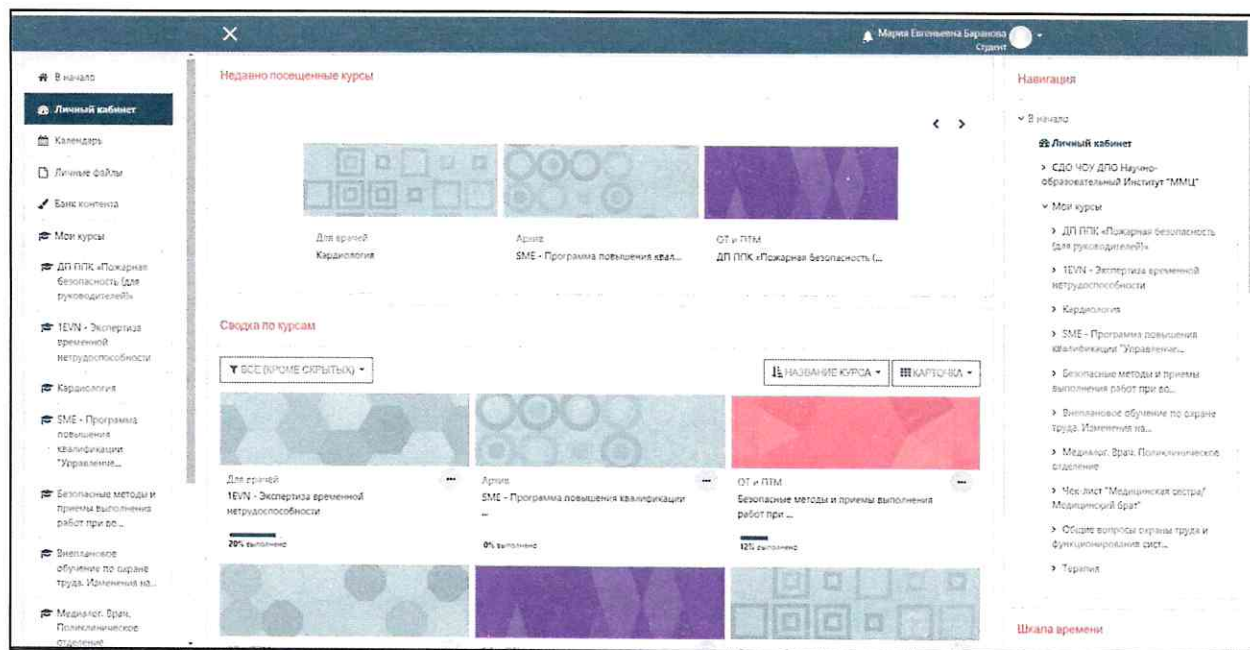 Мария Евгеньевна Баранова
Студент
В начало
Личный кабинет
Календарь
Личные файлы
Банк контента
Мои курсы
ДП ППК «Пожарная
безопасность (для
руководителей)»
1EVN - Экспертиза
временной
нетрудоспособности
Кардиология
SME - Программа
повышения
квалификации
"Управление...
Безопасные методы и
приемы выполнения
работ при во...
Внеплановое
обучение по охране
труда. Изменения на...
Медиалог. Врач.
Поликлиническое
отделение
Недавно посещенные курсы
Для врачей
Кардиология
Архив
SME - Программа повышения квал...
ОТ и ПТМ
ДП ППК «Пожарная безопасность (...
Сводка по курсам
ВСЕ (КРОМЕ СКРЫТЫХ)
НАЗВАНИЕ КУРСА
КАРТОЧКА
Для врачей
1EVN - Экспертиза временной
нетрудоспособности
20% выполнено
Архив
SME - Программа повышения квалификации
...
0% выполнено
ОТ и ПТМ
Безопасные методы и приемы выполнения
работ при ...
12% выполнено
Навигация
В начало
Личный кабинет
СДО ЧОУ ДПО Научно-
образовательный Институт "ММЦ"
Мои курсы
ДП ППК «Пожарная безопасность
(для руководителей)»
1EVN - Экспертиза временной
нетрудоспособности
Кардиология
SME - Программа повышения
квалификации "Управление...
Безопасные методы и приемы
выполнения работ при во...
Внеплановое обучение по охране
труда. Изменения на...
Медиалог. Врач. Поликлиническое
отделение
Чек-лист "Медицинская сестра/
Медицинский брат"
Общие вопросы охраны труда и
функционирования сист...
Терапия
Шкала времени